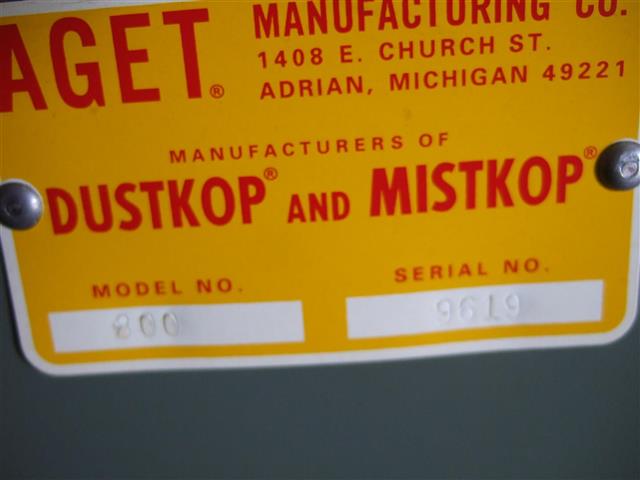 AGET® MANUFACTURING CO.
1408 E. CHURCH ST.
ADRIAN, MICHIGAN 49221
MANUFACTURERS OF
DUSTKOP® AND MISTKOP®
MODEL NO. SERIAL NO.
800